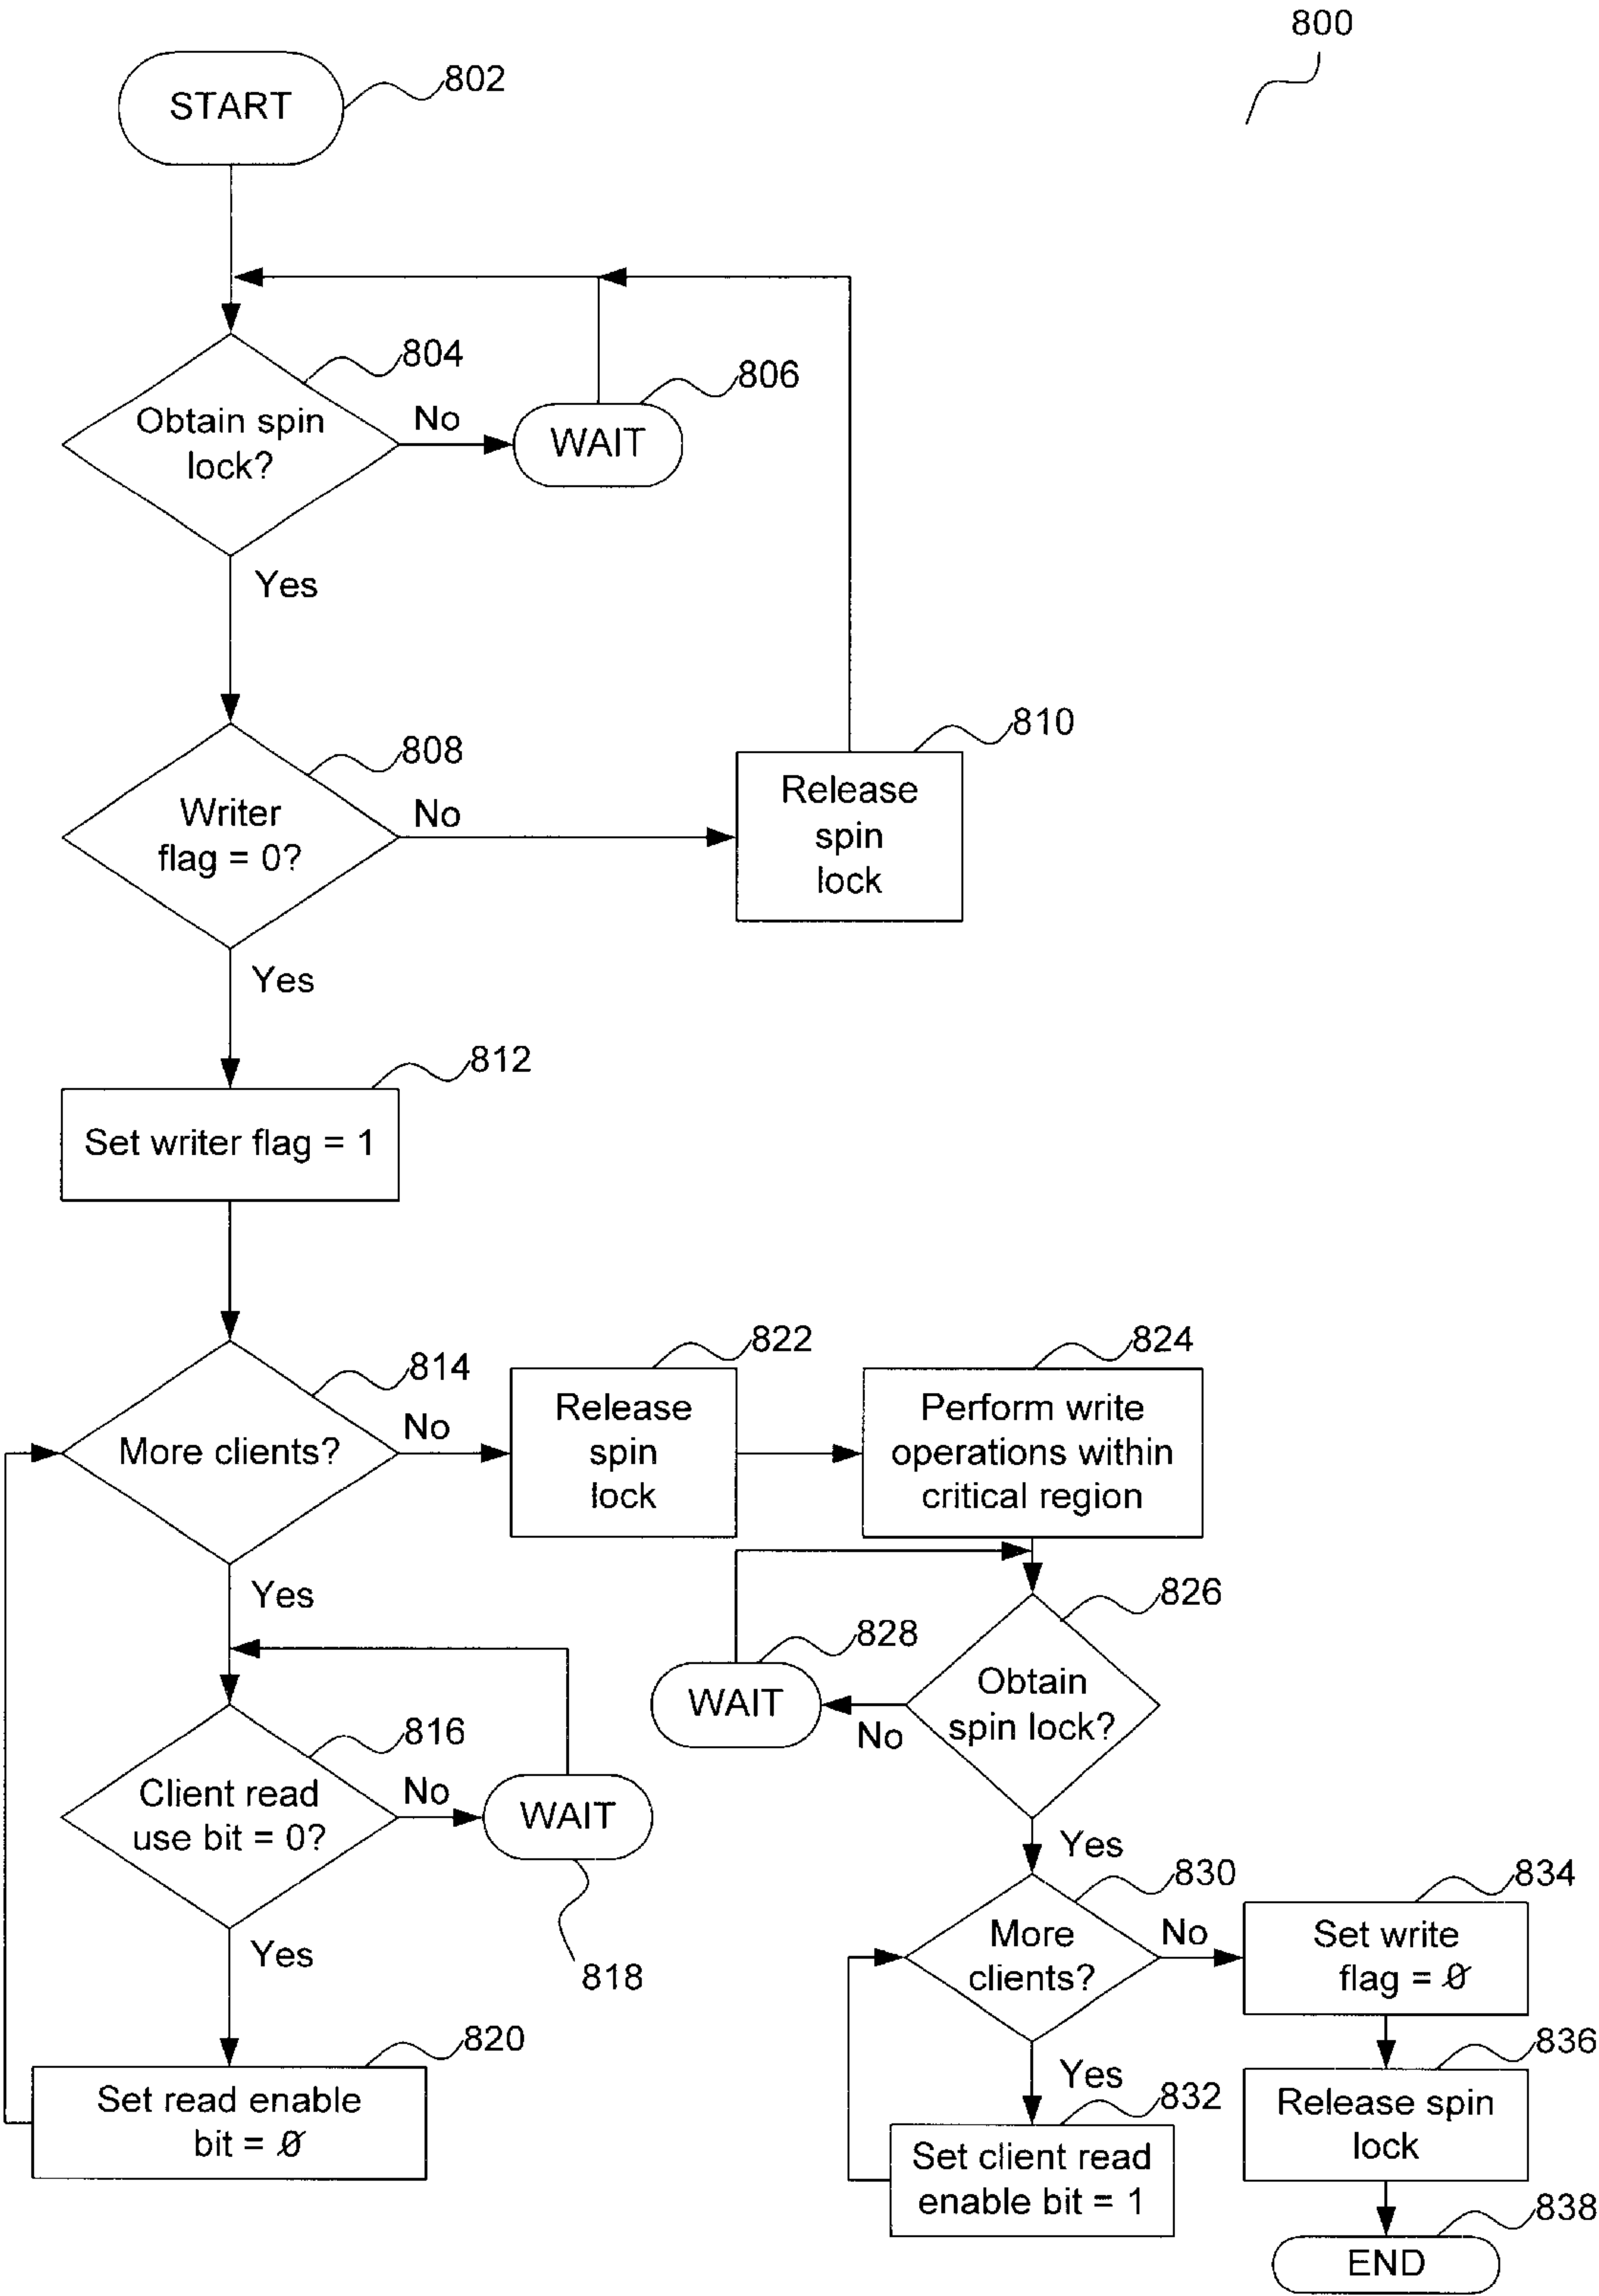 800
START
802
Obtain spin
lock?
804
No
WAIT
806
Yes
Writer
flag = 0?
808
No
Release
spin
lock
810
Yes
Set writer flag = 1
812
More clients?
814
No
Release
spin
lock
822
Perform write
operations within
critical region
824
Yes
Client read
use bit = 0?
816
No
WAIT
818
Yes
Set read enable
bit = 0
820
Obtain
spin lock?
826
No
WAIT
828
Yes
More
clients?
830
No
Set write
flag = 0
834
Yes
Set client read
enable bit = 1
832
Release spin
lock
836
END
838